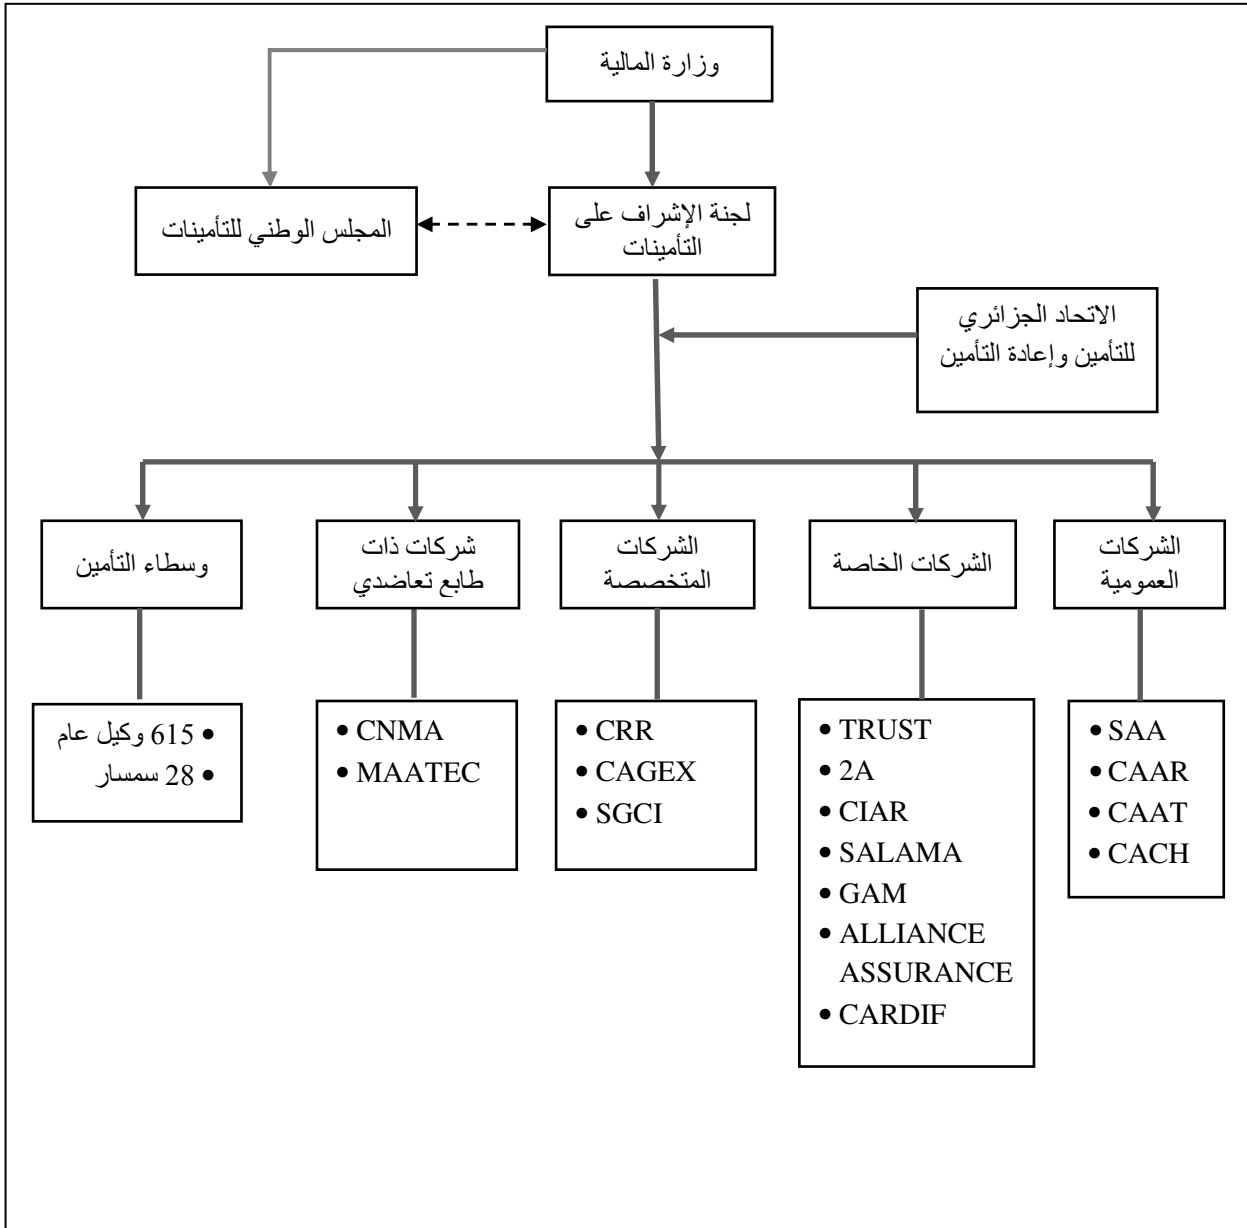 وزارة المالية
المجلس الوطني للتأمينات
لجنة الإشراف على
التأمينات
الاتحاد الجزائري
للتأمين وإعادة التأمين
الشركات
العمومية
الشركات الخاصة
الشركات
المتخصصة
شركات ذات
طابع تعاضدي
وسطاء التأمين
• SAA
• CAAR
• CAAT
• CACH
• TRUST
• 2A
• CIAR
• SALAMA
• GAM
• ALLIANCE
ASSURANCE
• CARDIF
• CRR
• CAGEX
• SGCI
• CNMA
• MAATEC
• 615 وكيل عام
• 28 سمسار